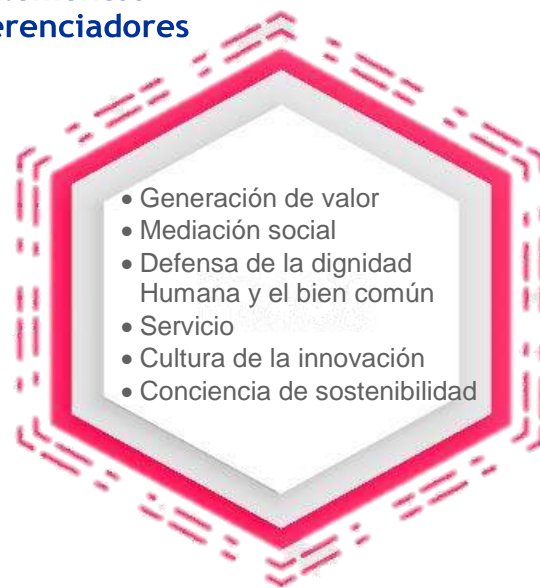 erenciadores
• Generación de valor
• Mediación social
• Defensa de la dignidad
Humana y el bien común
• Servicio
• Cultura de la innovación
• Conciencia de sostenibilidad